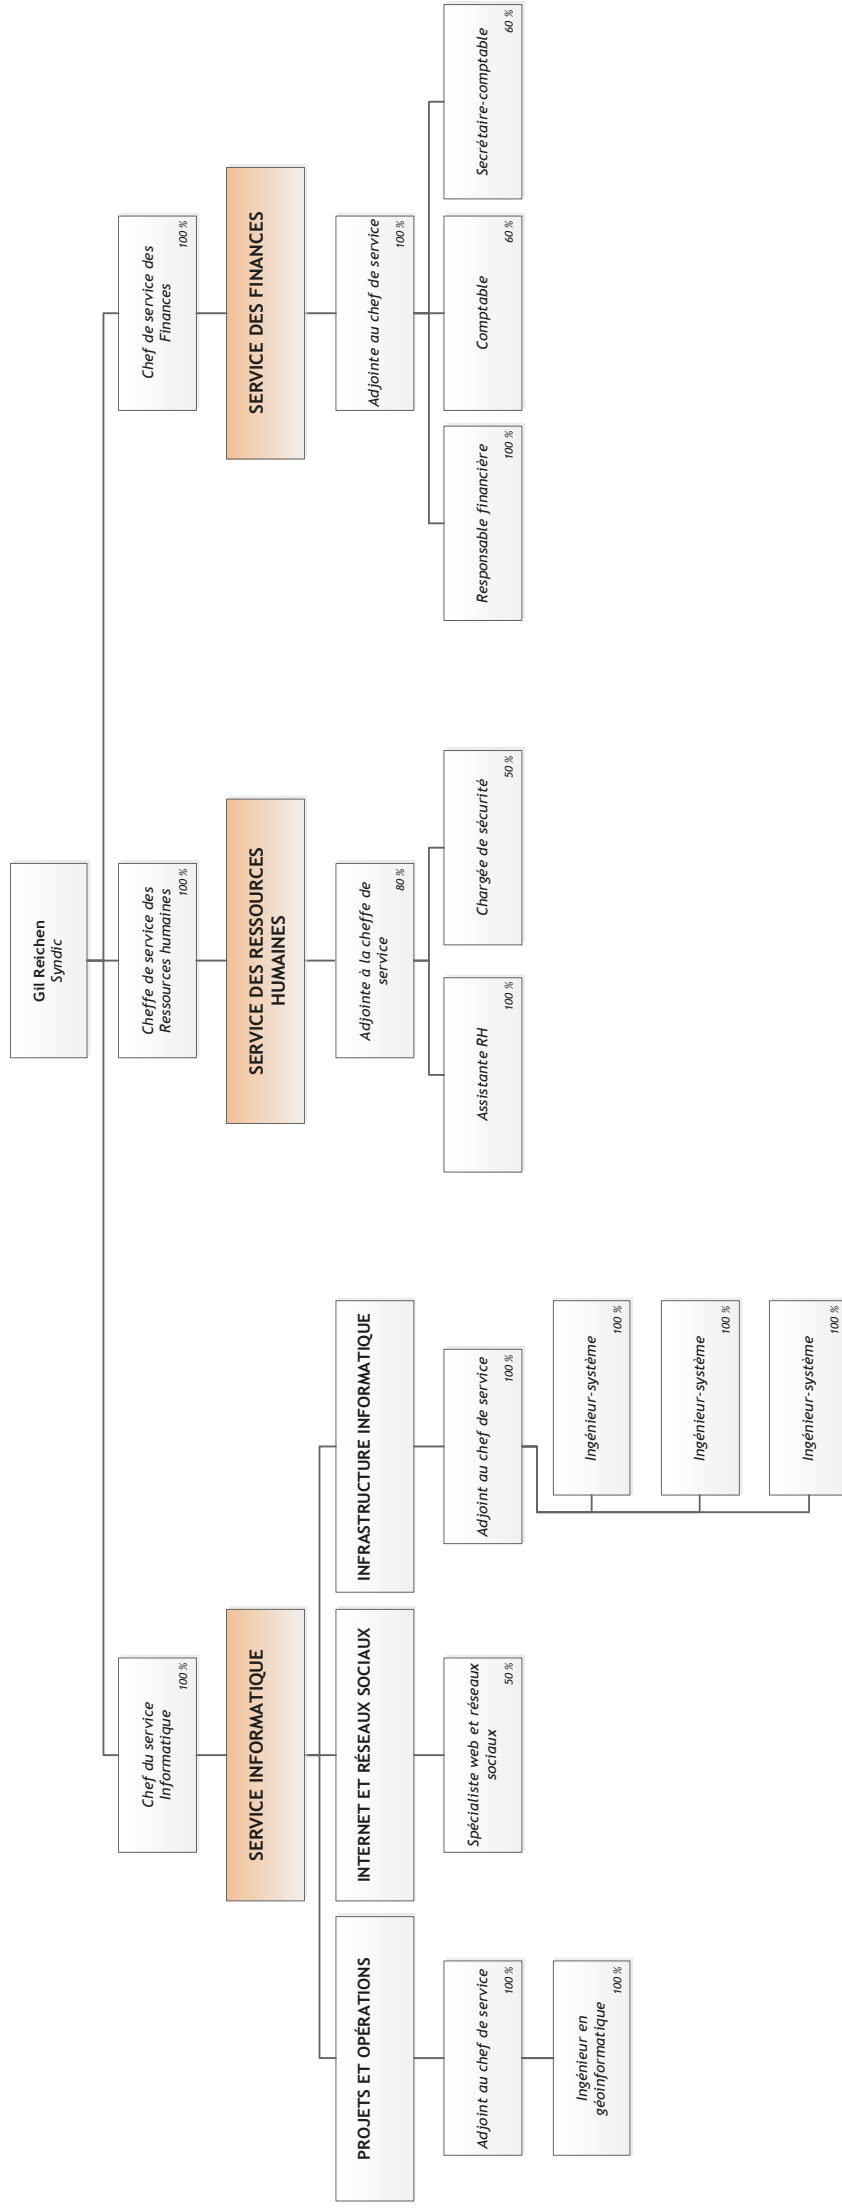 Gil Reichen
Syndic
Chef du service
Informatique
100 %
SERVICE INFORMATIQUE
PROJETS ET OPÉRATIONS
Adjoint au chef de service
100 %
Ingénieur en
géoinformatique
100 %
INTERNET ET RÉSEAUX SOCIAUX
Spécialiste web et réseaux
sociaux
50 %
INFRASTRUCTURE INFORMATIQUE
Adjoint au chef de service
100 %
Ingénieur-système
100 %
Ingénieur-système
100 %
Ingénieur-système
100 %
Cheffe de service des
Ressources humaines
100 %
SERVICE DES RESSOURCES
HUMAINES
Adjointe à la cheffe de
service
80 %
Assistante RH
100 %
Chargée de sécurité
50 %
Chef de service des
Finances
100 %
SERVICE DES FINANCES
Adjointe au chef de service
100 %
Responsable financière
100 %
Comptable
60 %
Secrétaire-comptable
60 %